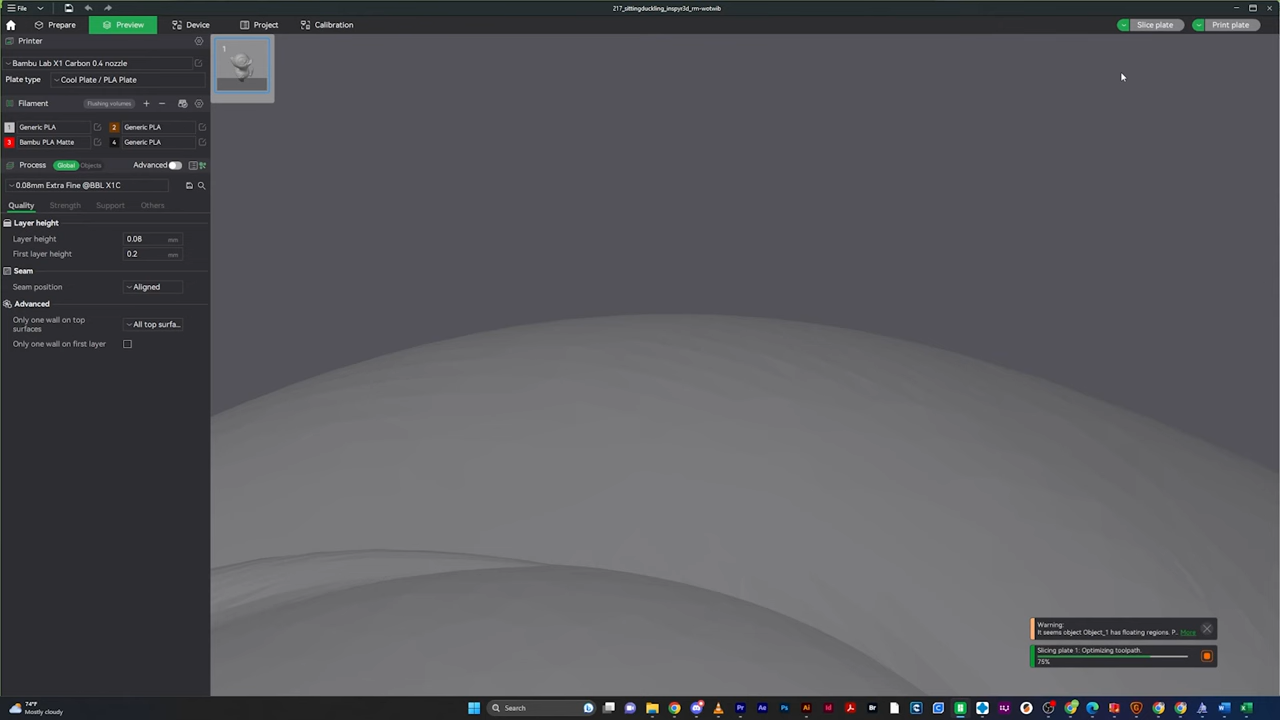 File
217_sittingduckling_inspyr3d_rm-wotwib
Prepare
Preview
Device
Project
Calibration
Slice plate
Print plate
Printer
Bambu Lab X1 Carbon 0.4 nozzle
Plate type
Cool Plate / PLA Plate
Filament
Flushing volumes
1 Generic PLA
2 Generic PLA
3 Bambu PLA Matte
4 Generic PLA
Process
Global
Objects
Advanced
0.08mm Extra Fine @BBL X1C
Quality
Strength
Support
Others
Layer height
Layer height 0.08 mm
First layer height 0.2 mm
Seam
Seam position Aligned
Advanced
Only one wall on top
surfaces
All top surfa...
Only one wall on first layer
1
Warning:
It seems object Object_1 has floating regions. P.. More
Slicing plate 1: Optimizing toolpath.
75%
74°F
Mostly cloudy
Search